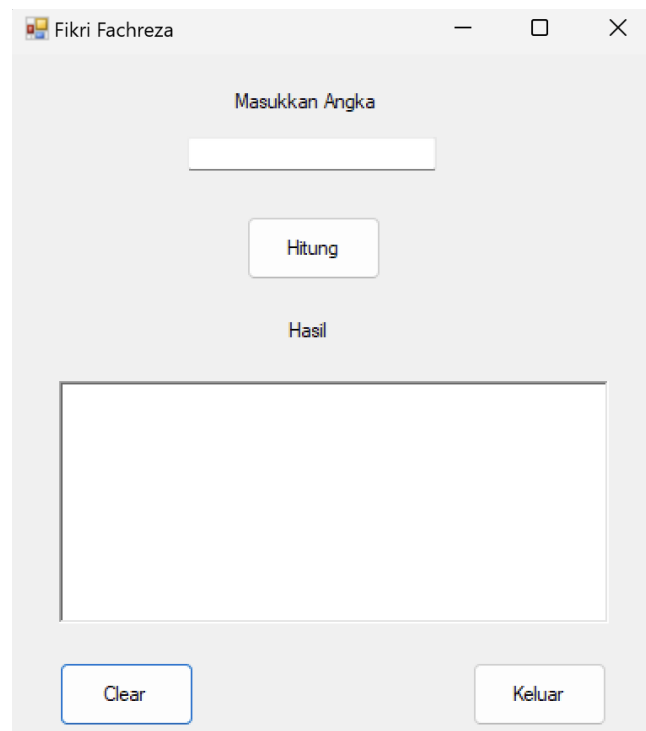 Fikri Fachreza
Masukkan Angka
Hitung
Hasil
Clear
Keluar